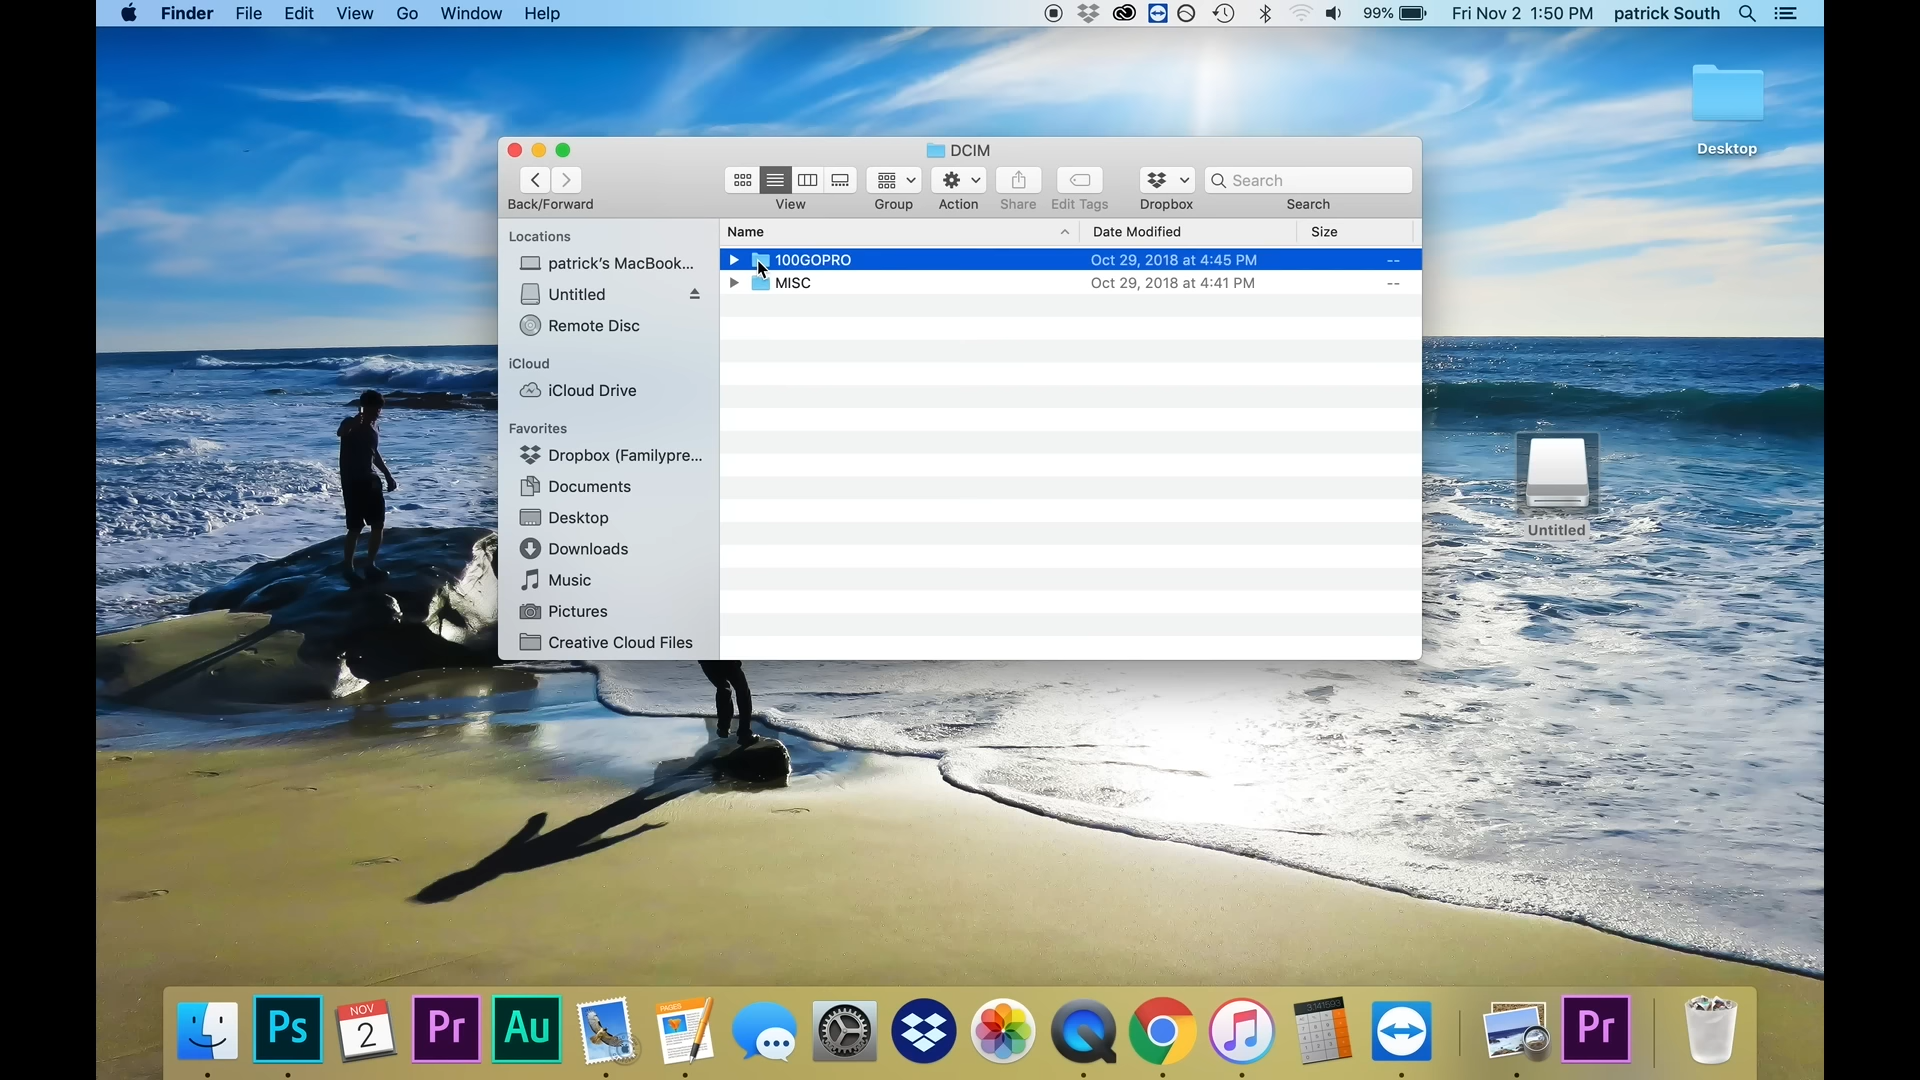 Finder File Edit View Go Window Help 99% Fri Nov 2 1:50 PM patrick South
Desktop
DCIM
Search
Back/Forward View Group Action Share Edit Tags Dropbox Search
Locations
patrick's MacBook...
Untitled
Remote Disc
iCloud
iCloud Drive
Favorites
Dropbox (Familypre...
Documents
Desktop
Downloads
Music
Pictures
Creative Cloud Files
Name Date Modified Size
100GOPRO Oct 29, 2018 at 4:45 PM --
MISC Oct 29, 2018 at 4:41 PM --
Untitled
Ps NOV 2 Pr Au PAGES 3.141593 Pr